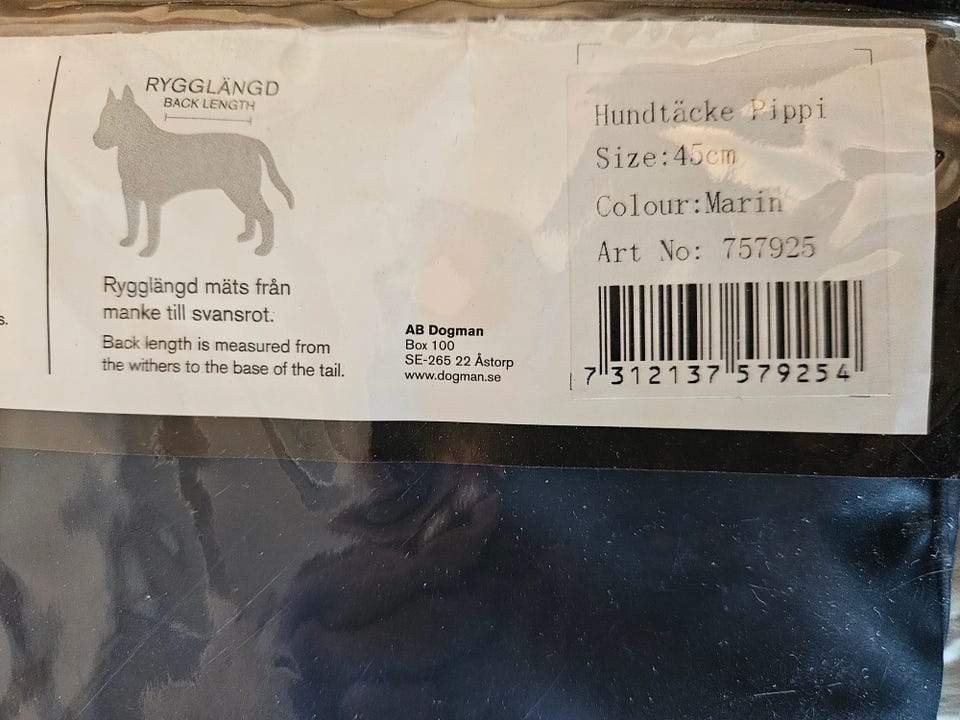 s.
RYGGLÄNGD
BACK LENGTH
Rygglängd mäts från
manke till svansrot.
Back length is measured from
the withers to the base of the tail.
AB Dogman
Box 100
SE-265 22 Åstorp
www.dogman.se
Hundtäcke Pippi
Size:45cm
Colour:Marin
Art No: 757925
7 312137 579254